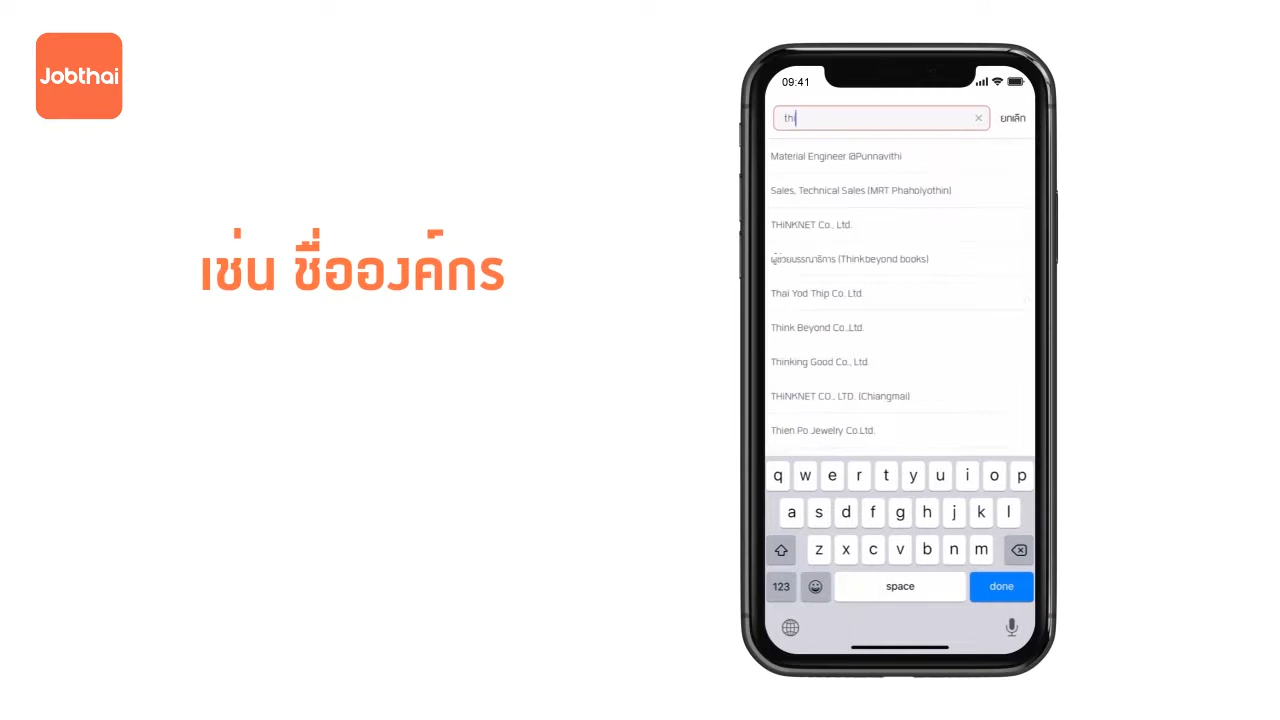 Jobthai
เช่น ชื่อองค์กร
09:41
thi
ยกเลิก
Material Engineer @Punnavithi
Sales, Technical Sales (MRT Phaholyothin)
THiNKNET Co., Ltd.
ผู้ช่วยบรรณาธิการ (Thinkbeyond books)
Thai Yod Thip Co.,Ltd.
Think Beyond Co.,Ltd.
Thinking Good Co., Ltd.
THiNKNET CO., LTD. (Chiangmai)
Thien Po Jewelry Co.Ltd.
q w e r t y u i o p
a s d f g h j k l
z x c v b n m
123 space done